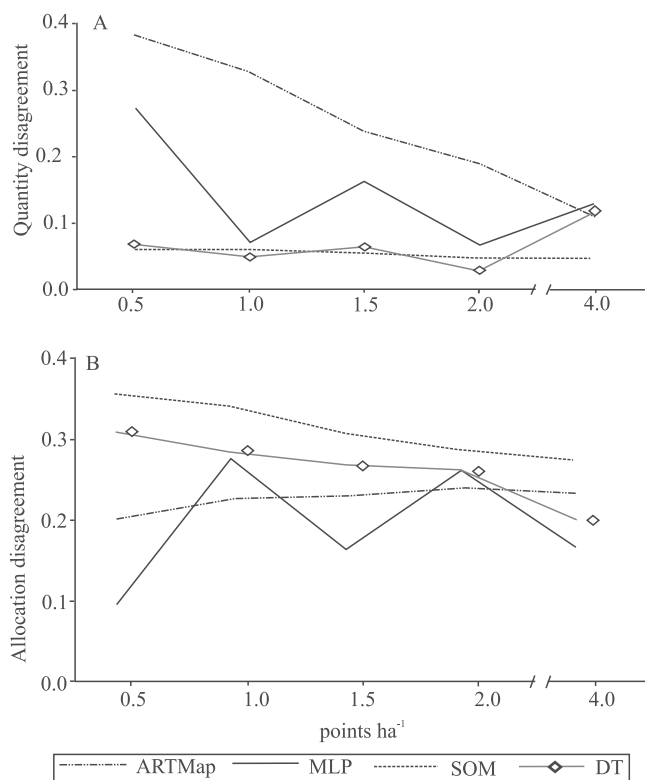 A
0.4
0.3
0.2
0.1
0.0
Quantity disagreement
0.5 1.0 1.5 2.0 4.0
B
0.4
0.3
0.2
0.1
0.0
Allocation disagreement
0.5 1.0 1.5 2.0 4.0
points ha⁻¹
ARTMap MLP SOM DT